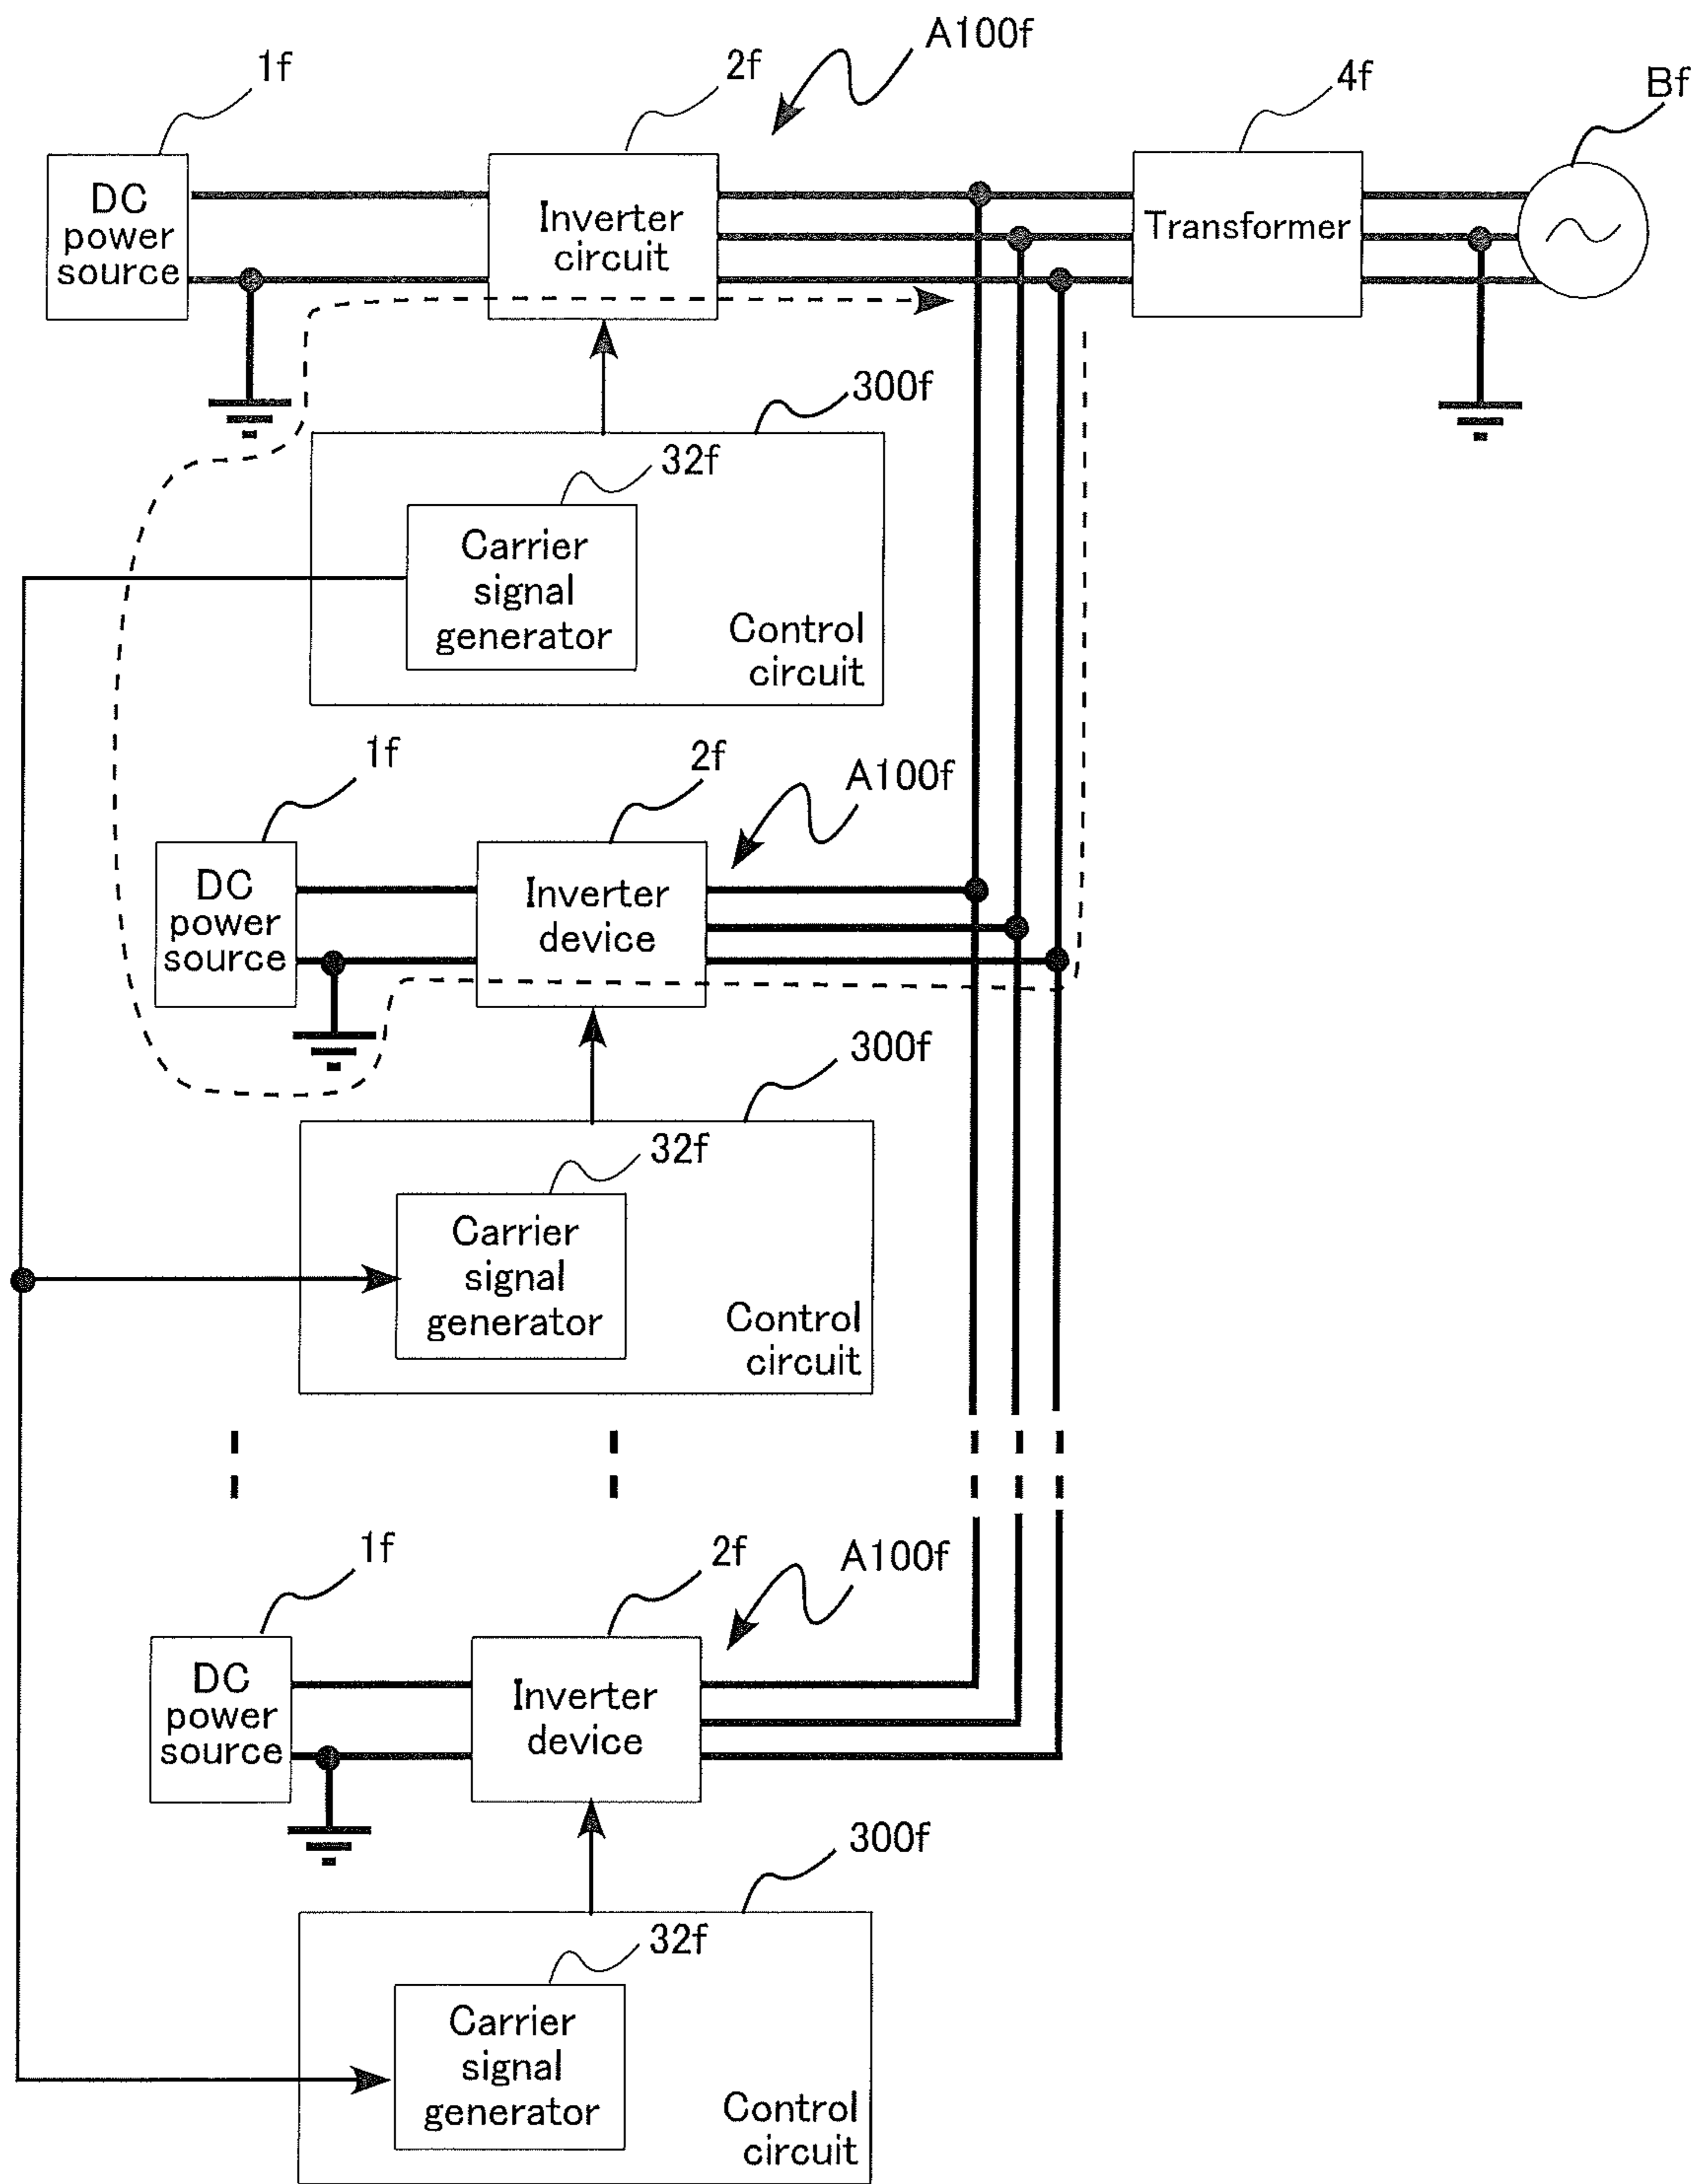 A100f
1f
2f
4f
Bf
DC
power
source
Inverter
circuit
Transformer
300f
32f
Carrier
signal
generator
Control
circuit
1f
2f
A100f
DC
power
source
Inverter
device
300f
32f
Carrier
signal
generator
Control
circuit
1f
2f
A100f
DC
power
source
Inverter
device
300f
32f
Carrier
signal
generator
Control
circuit